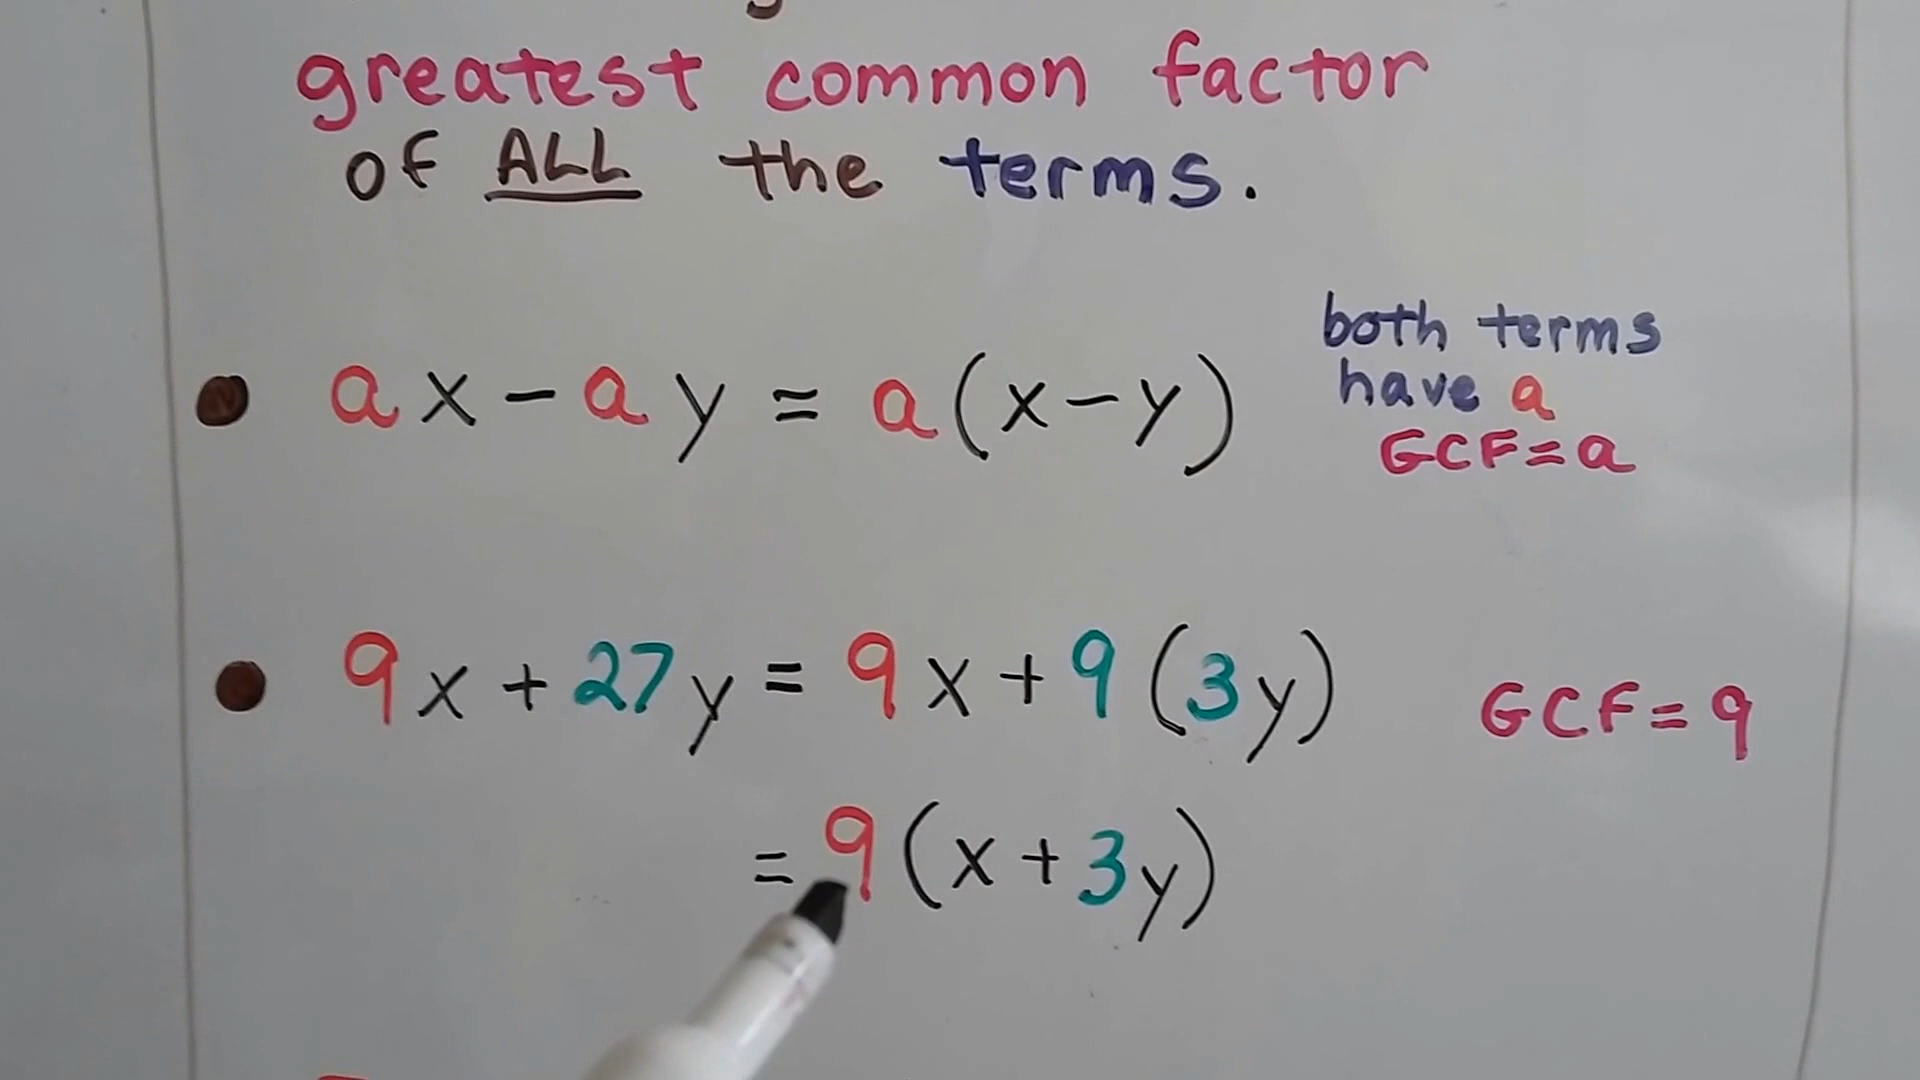 greatest common factor
of ALL the terms.
ax - ay = a(x-y)
both terms
have a
GCF=a
9x + 27y = 9x + 9(3y)
GCF=9
= 9(x + 3y)